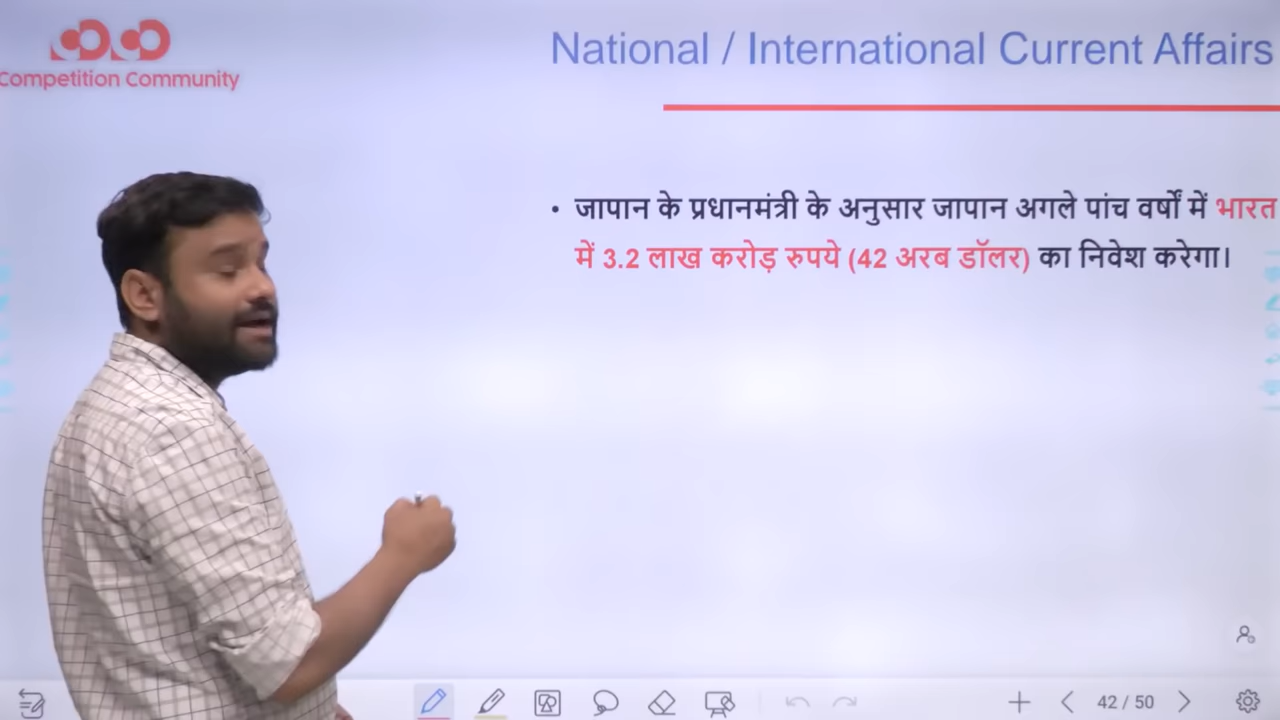 Competition Community
National / International Current Affairs
• जापान के प्रधानमंत्री के अनुसार जापान अगले पांच वर्षों में भारत
में 3.2 लाख करोड़ रुपये (42 अरब डॉलर) का निवेश करेगा।
42 / 50